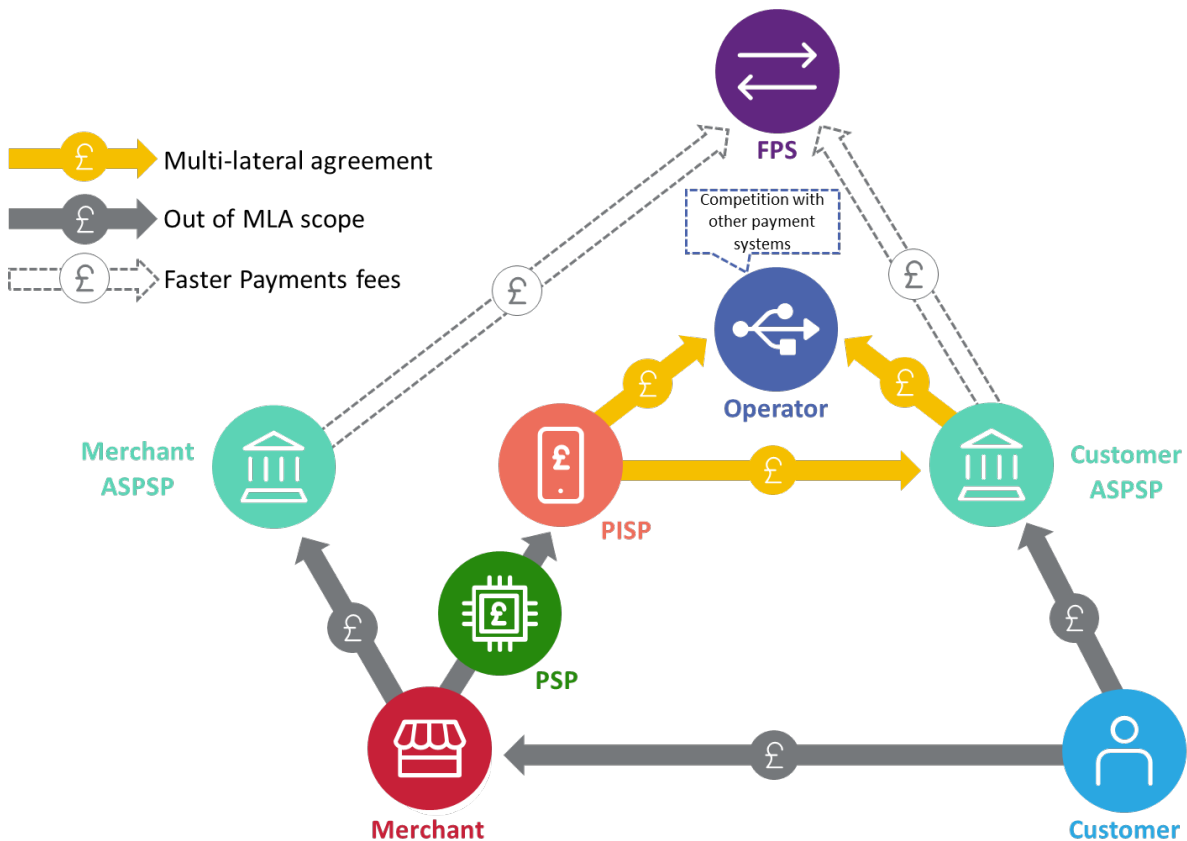 FPS
£
Multi-lateral agreement
Competition with
other payment
systems
£
Out of MLA scope
£
Faster Payments fees
£
£
£
£
Operator
Merchant
ASPSP
£
£
Customer
ASPSP
PISP
£
£
£
PSP
£
Merchant
Customer